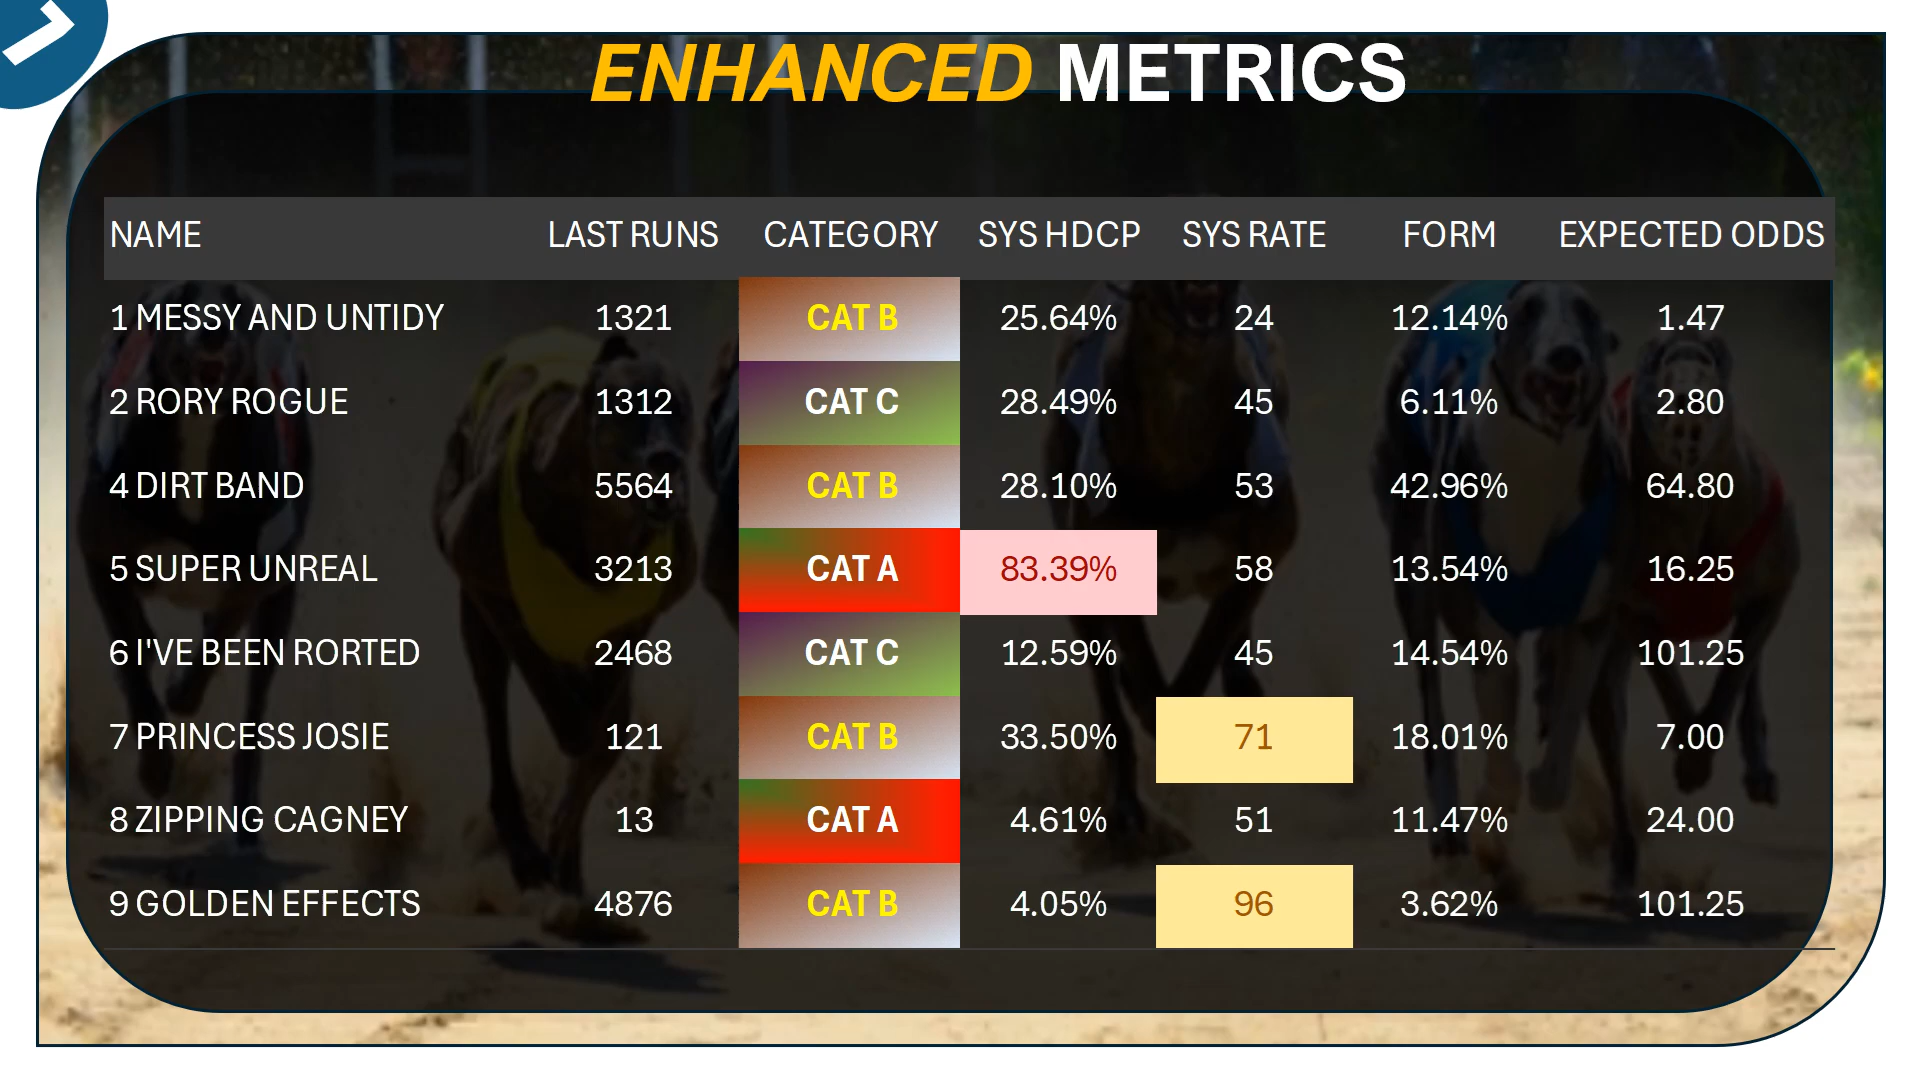 ENHANCED METRICS
NAME LAST RUNS CATEGORY SYS HDCP SYS RATE FORM EXPECTED ODDS
1 MESSY AND UNTIDY 1321 CAT B 25.64% 24 12.14% 1.47
2 RORY ROGUE 1312 CAT C 28.49% 45 6.11% 2.80
4 DIRT BAND 5564 CAT B 28.10% 53 42.96% 64.80
5 SUPER UNREAL 3213 CAT A 83.39% 58 13.54% 16.25
6 I'VE BEEN RORTED 2468 CAT C 12.59% 45 14.54% 101.25
7 PRINCESS JOSIE 121 CAT B 33.50% 71 18.01% 7.00
8 ZIPPING CAGNEY 13 CAT A 4.61% 51 11.47% 24.00
9 GOLDEN EFFECTS 4876 CAT B 4.05% 96 3.62% 101.25